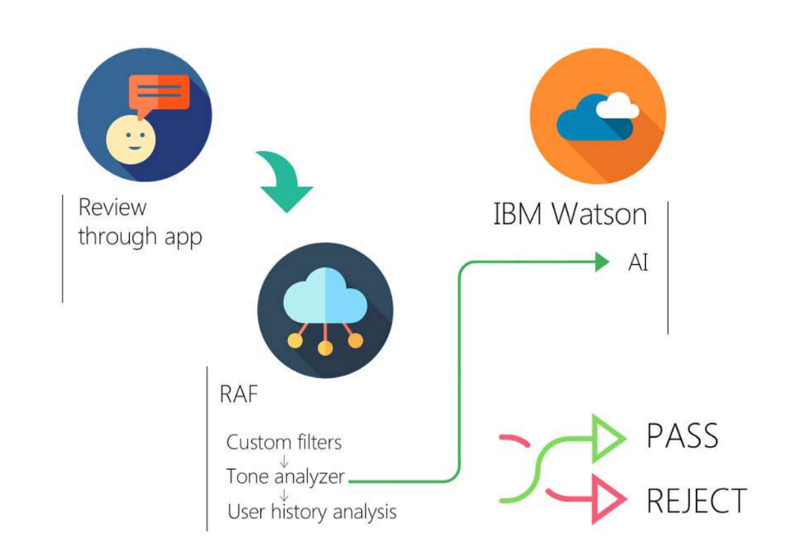 Review
through app
IBM Watson
AI
RAF
Custom filters
Tone analyzer
User history analysis
PASS
REJECT